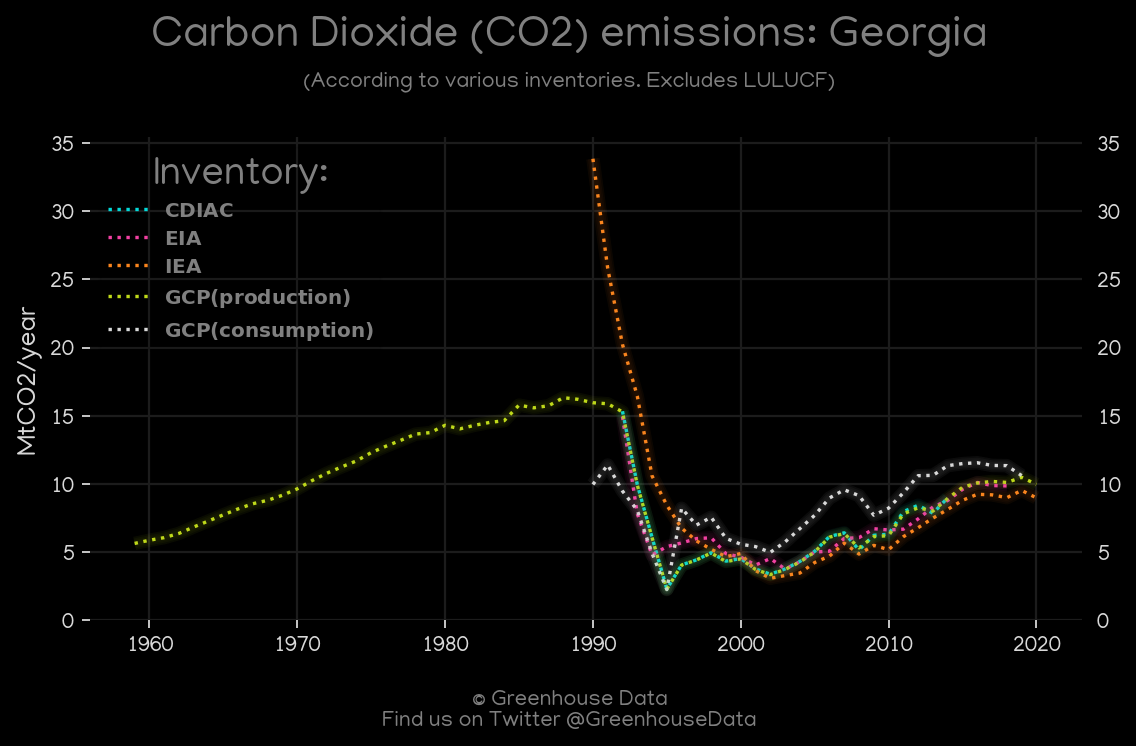 Carbon Dioxide (CO2) emissions: Georgia
(According to various inventories. Excludes LULUCF)
MtCO2/year
35
30
25
20
15
10
5
0
Inventory:
CDIAC
EIA
IEA
GCP(production)
GCP(consumption)
35
30
25
20
15
10
5
0
1960 1970 1980 1990 2000 2010 2020
© Greenhouse Data
Find us on Twitter @GreenhouseData